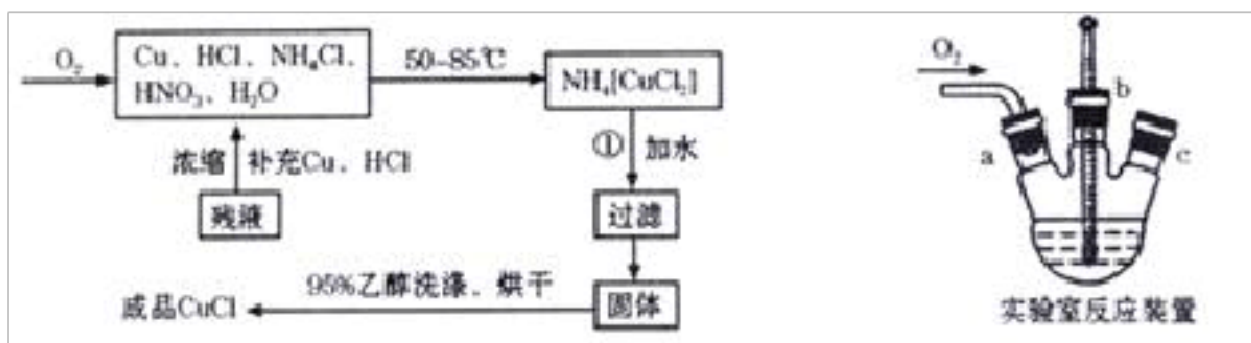 O₂
Cu、HCl、NH₄Cl、
HNO₃、H₂O
50~85℃
NH₄[CuCl₂]
① 加水
浓缩 补充Cu、HCl
残液
过滤
95%乙醇洗涤、烘干
成品CuCl
固体
O₂
a
b
c
实验室反应装置